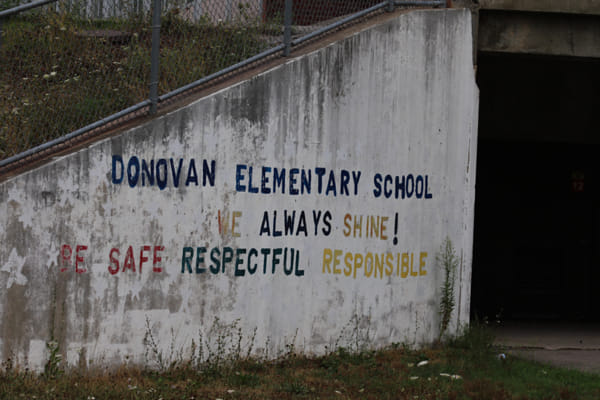 DONOVAN ELEMENTARY SCHOOL
WE ALWAYS SHINE!
BE SAFE RESPECTFUL RESPONSIBLE